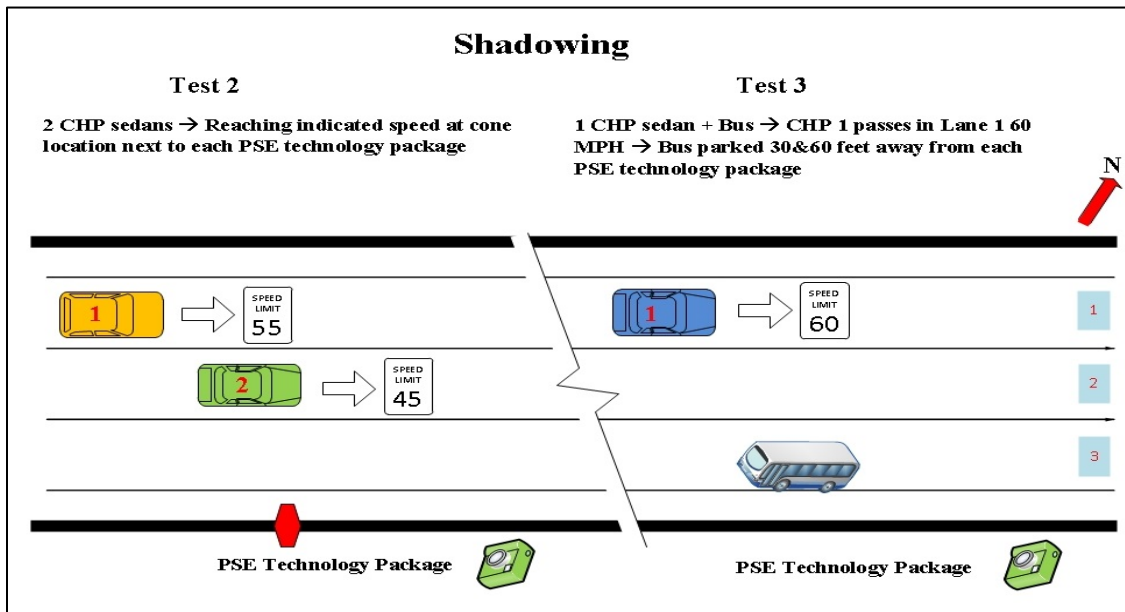 Shadowing
Test 2
2 CHP sedans → Reaching indicated speed at cone
location next to each PSE technology package
Test 3
1 CHP sedan + Bus → CHP 1 passes in Lane 1 60
MPH → Bus parked 30&60 feet away from each
PSE technology package
N
1
SPEED
LIMIT
55
2
SPEED
LIMIT
45
1
SPEED
LIMIT
60
1
2
3
PSE Technology Package
PSE Technology Package